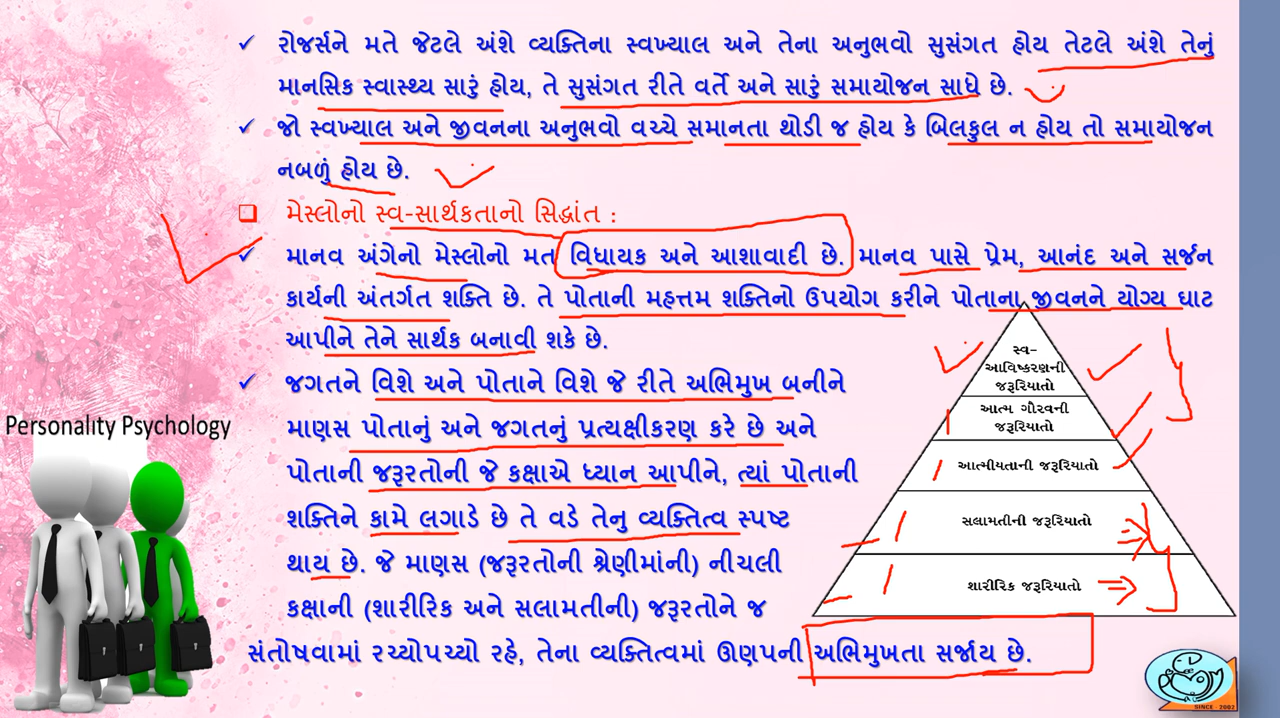 રોજર્સને મતે જેટલે અંશે વ્યક્તિના સ્વખ્યાલ અને તેના અનુભવો સુસંગત હોય તેટલે અંશે તેનું
માનસિક સ્વાસ્થ્ય સારું હોય, તે સુસંગત રીતે વર્તે અને સારું સમાયોજન સાધે છે.
જો સ્વખ્યાલ અને જીવનના અનુભવો વચ્ચે સમાનતા થોડી જ હોય કે બિલકુલ ન હોય તો સમાયોજન
નબળું હોય છે.
મેસ્લોનો સ્વ-સાર્થકતાનો સિદ્ધાંત :
માનવ અંગેનો મેસ્લોનો મત વિધાયક અને આશાવાદી છે. માનવ પાસે પ્રેમ, આનંદ અને સર્જન
કાર્યની અંતર્ગત શક્તિ છે. તે પોતાની મહત્તમ શક્તિનો ઉપયોગ કરીને પોતાના જીવનને યોગ્ય ઘાટ
આપીને તેને સાર્થક બનાવી શકે છે.
જગતને વિશે અને પોતાને વિશે જે રીતે અભિમુખ બનીને
માણસ પોતાનું અને જગતનું પ્રત્યક્ષીકરણ કરે છે અને
પોતાની જરૂરતોની જે કક્ષાએ ધ્યાન આપીને, ત્યાં પોતાની
શક્તિને કામે લગાડે છે તે વડે તેનુ વ્યક્તિત્વ સ્પષ્ટ
થાય છે. જે માણસ (જરૂરતોની શ્રેણીમાંની) નીચલી
કક્ષાની (શારીરિક અને સલામતીની) જરૂરતોને જ
સંતોષવામાં રચ્યોપચ્યો રહે, તેના વ્યક્તિત્વમાં ઊણપની અભિમુખતા સર્જાય છે.
સ્વ-
આવિષ્કરણની
જરૂરિયાતો
આત્મ ગૌરવની
જરૂરિયાતો
આત્મીયતાની જરૂરિયાતો
સલામતીની જરૂરિયાતો
શારીરિક જરૂરિયાતો
Personality Psychology
SINCE 2002